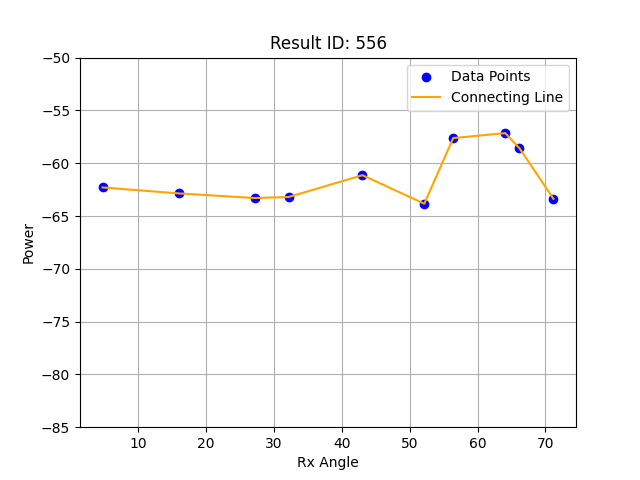 Result ID: 556
Data Points
Connecting Line
Power
−50
−55
−60
−65
−70
−75
−80
−85
10 20 30 40 50 60 70
Rx Angle